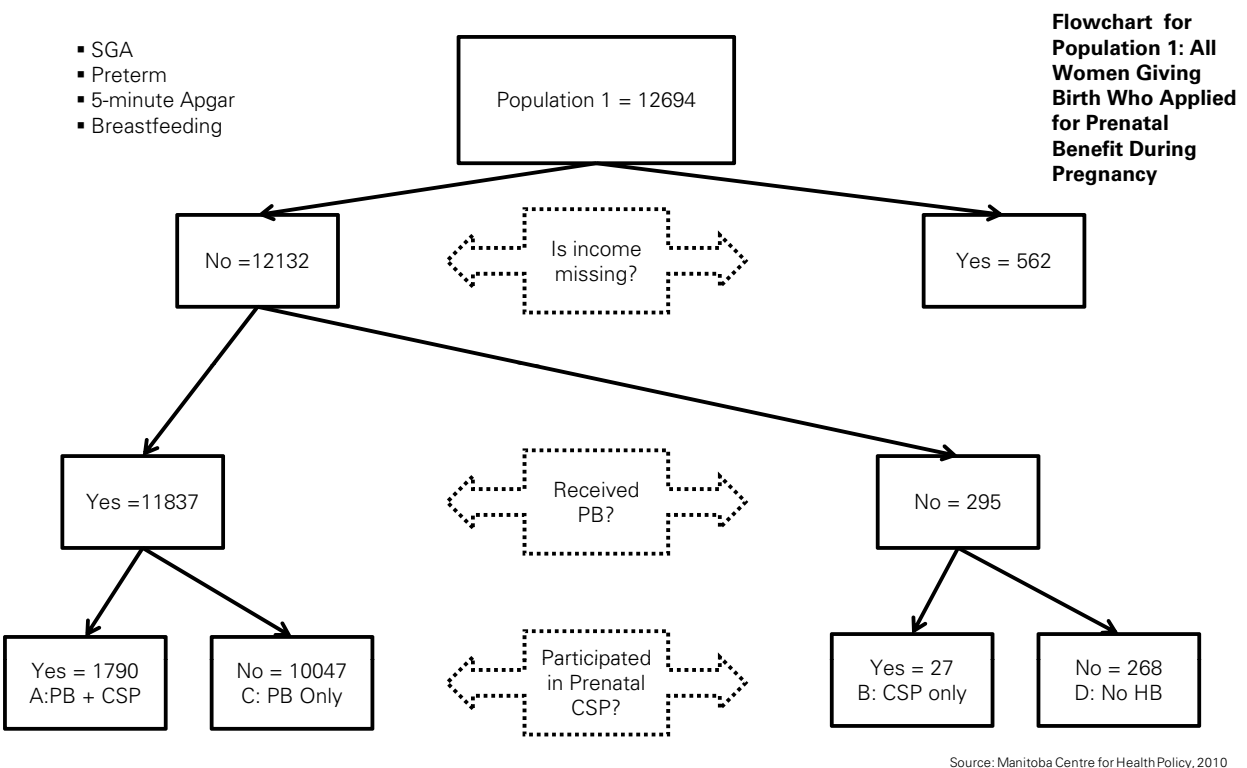 ▪ SGA
▪ Preterm
▪ 5-minute Apgar
▪ Breastfeeding
Flowchart for
Population 1: All
Women Giving
Birth Who Applied
for Prenatal
Benefit During
Pregnancy
Population 1 = 12694
No =12132
Is income
missing?
Yes = 562
Yes =11837
Received
PB?
No = 295
Yes = 1790
A:PB + CSP
No = 10047
C: PB Only
Participated
in Prenatal
CSP?
Yes = 27
B: CSP only
No = 268
D: No HB
Source: Manitoba Centre for Health Policy, 2010